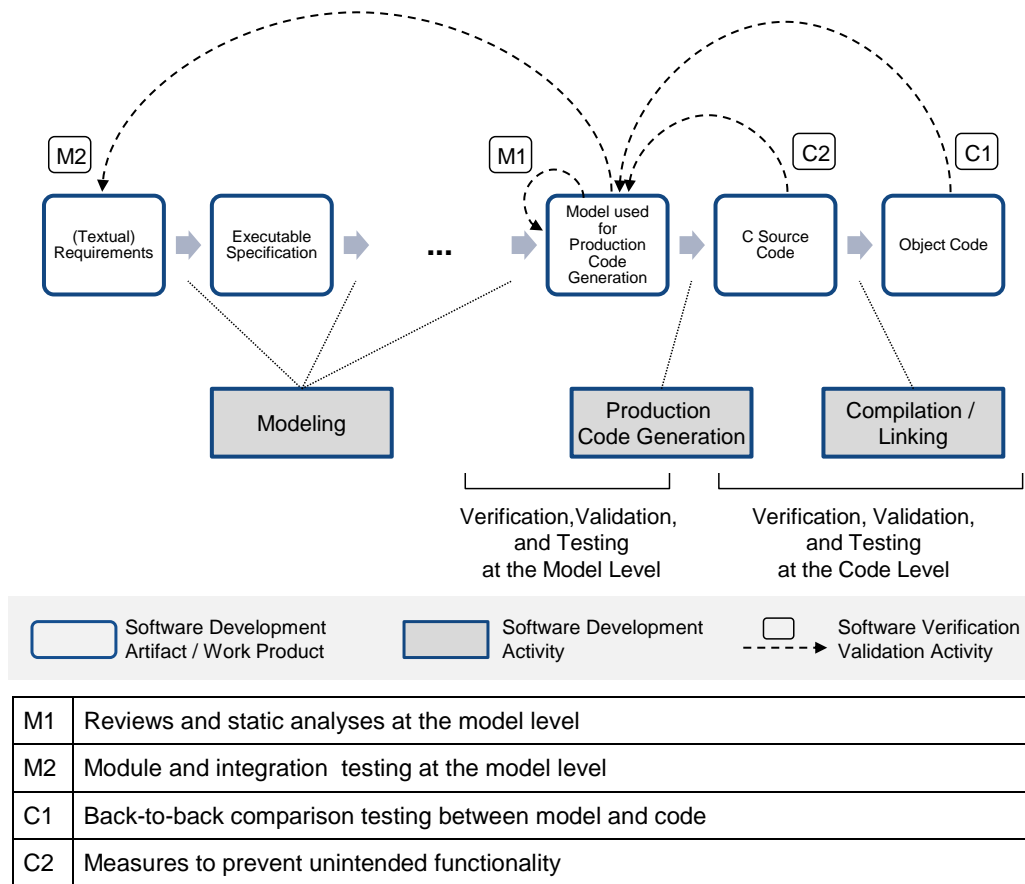 M2
M1
C2
C1
(Textual)
Requirements
Executable
Specification
...
Model used
for
Production
Code
Generation
C Source
Code
Object Code
Modeling
Production
Code Generation
Compilation /
Linking
Verification,Validation,
and Testing
at the Model Level
Verification, Validation,
and Testing
at the Code Level
Software Development
Artifact / Work Product
Software Development
Activity
Software Verification
Validation Activity
M1 Reviews and static analyses at the model level
M2 Module and integration testing at the model level
C1 Back-to-back comparison testing between model and code
C2 Measures to prevent unintended functionality